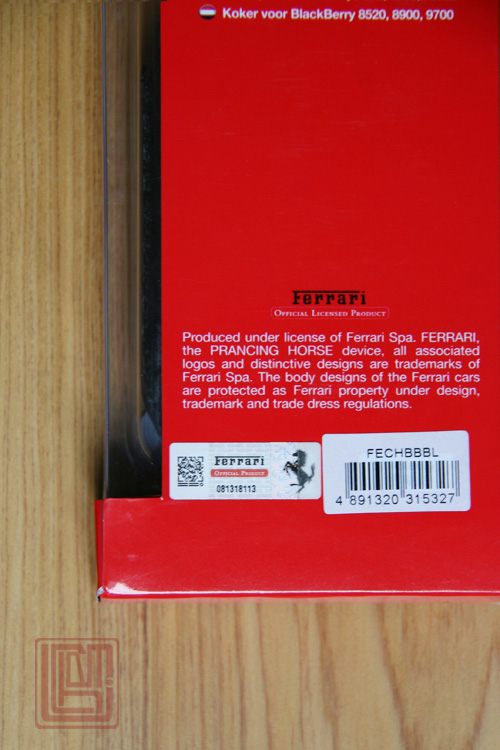 Koker voor BlackBerry 8520, 8900, 9700
Ferrari
OFFICIAL LICENSED PRODUCT
Produced under license of Ferrari Spa. FERRARI,
the PRANCING HORSE device, all associated
logos and distinctive designs are trademarks of
Ferrari Spa. The body designs of the Ferrari cars
are protected as Ferrari property under design,
trademark and trade dress regulations.
Ferrari
OFFICIAL PRODUCT
081318113
FECHBBBL
4 891320 315327